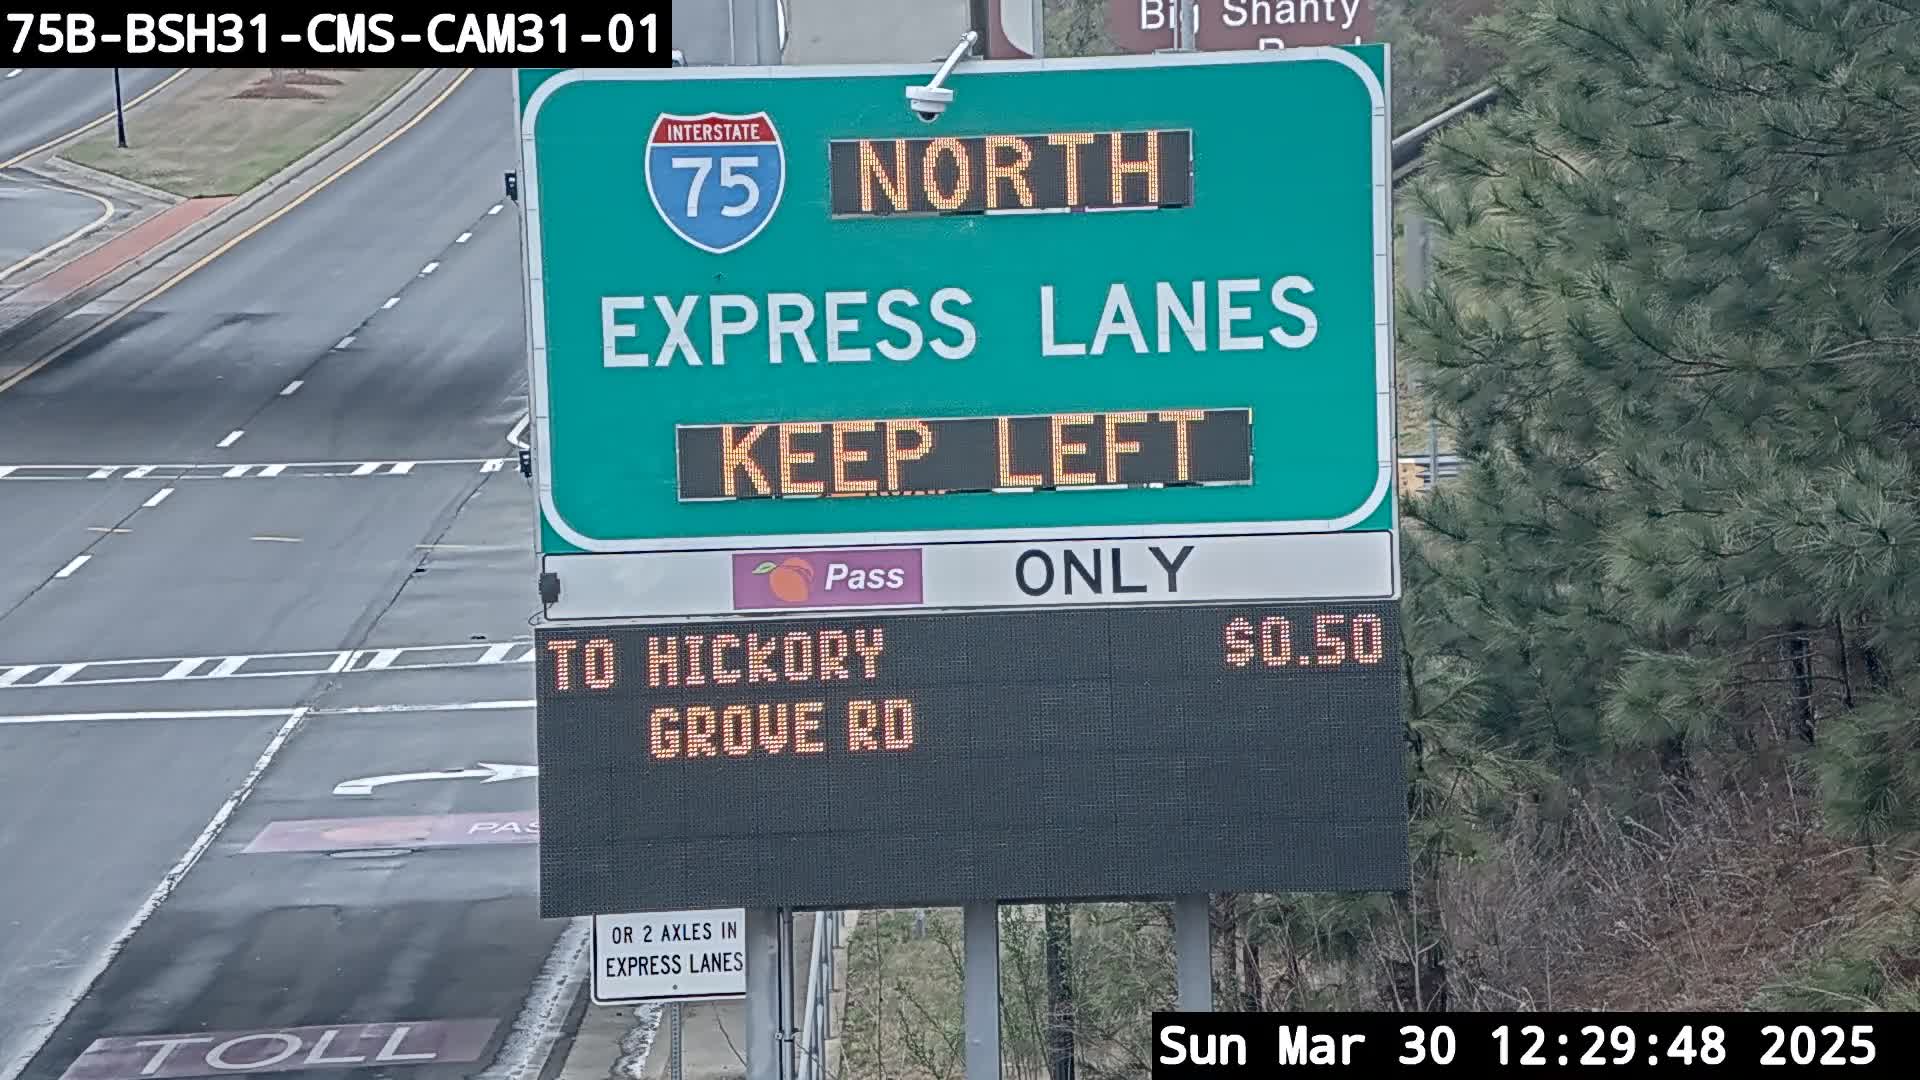 75B-BSH31-CMS-CAM31-01
Big Shanty
INTERSTATE
75
NORTH
EXPRESS LANES
KEEP LEFT
Pass ONLY
TO HICKORY $0.50
GROVE RD
OR 2 AXLES IN
EXPRESS LANES
TOLL
Sun Mar 30 12:29:48 2025